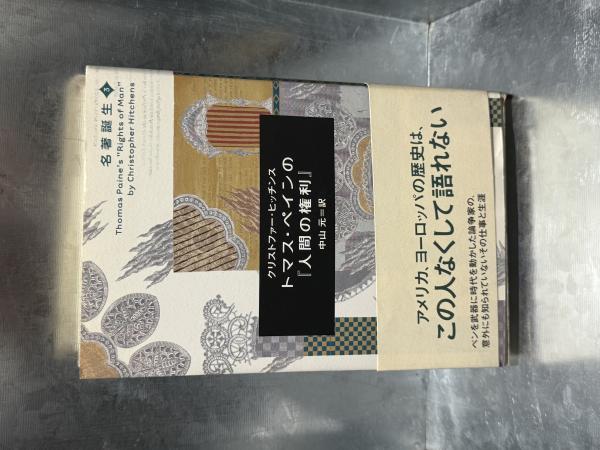 名著誕生 3
Thomas Paine's "Rights of Man"
by Christopher Hitchens
クリストファー・ヒッチンス
トマス・ペインの
『人間の権利』
中山 元＝訳
アメリカ、ヨーロッパの歴史は、
この人なくして語れない
ペンを武器に時代を動かした論争家の、
意外にも知られていないその仕事と生涯